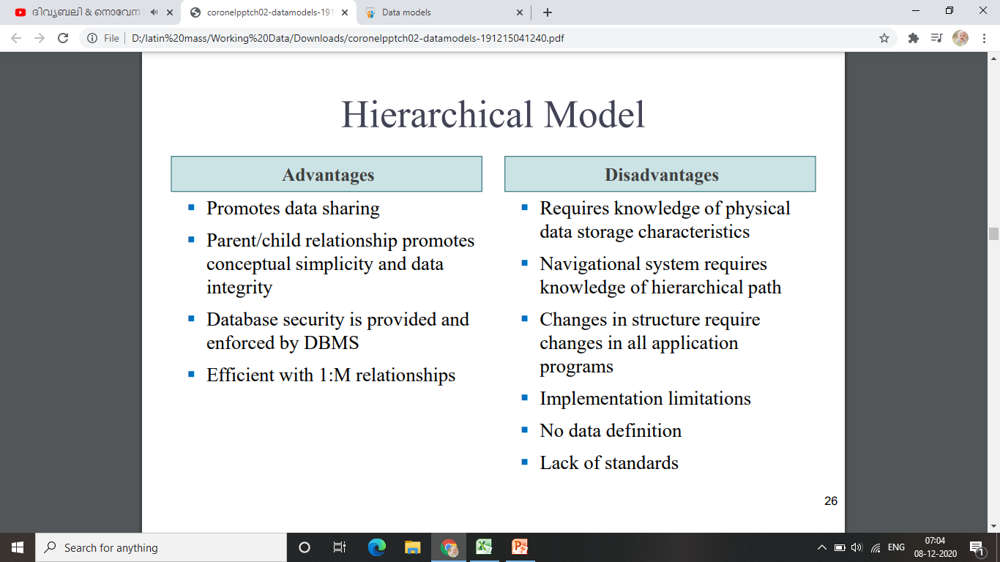 ദിവ്യബലി & നൊവേന
coronelpptch02-datamodels-191
Data models
File
D:/latin%20mass/Working%20Data/Downloads/coronelpptch02-datamodels-191215041240.pdf
Hierarchical Model
Advantages
Promotes data sharing
Parent/child relationship promotes
conceptual simplicity and data
integrity
Database security is provided and
enforced by DBMS
Efficient with 1:M relationships
Disadvantages
Requires knowledge of physical
data storage characteristics
Navigational system requires
knowledge of hierarchical path
Changes in structure require
changes in all application
programs
Implementation limitations
No data definition
Lack of standards
26
Search for anything
ENG
07:04
08-12-2020
1